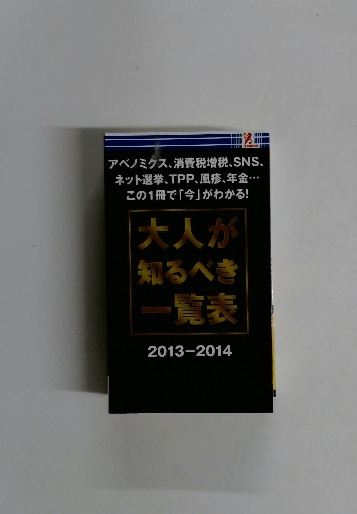 アベノミクス、消費税増税、SNS、
ネット選挙、TPP、風疹、年金…
この1冊で「今」がわかる!
大人が
知るべき
一覧表
2013-2014